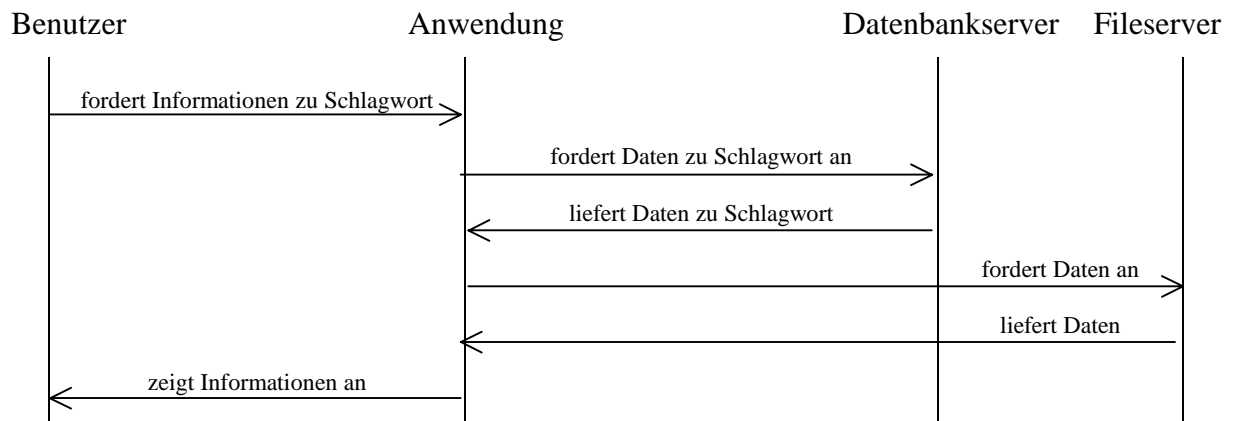 Benutzer Anwendung Datenbankserver Fileserver
fordert Informationen zu Schlagwort
fordert Daten zu Schlagwort an
liefert Daten zu Schlagwort
fordert Daten an
liefert Daten
zeigt Informationen an